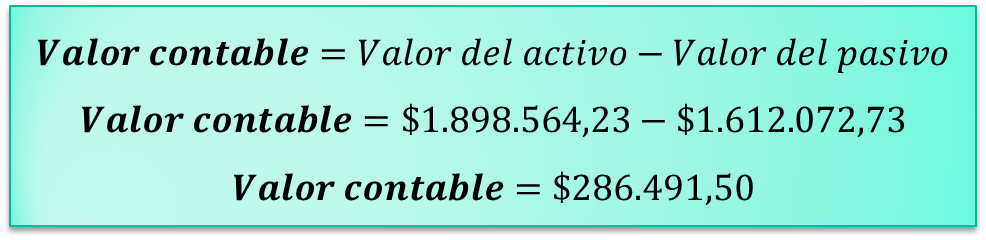 Valor contable = Valor del activo − Valor del pasivo
Valor contable = $1.898.564,23 − $1.612.072,73
Valor contable = $286.491,50